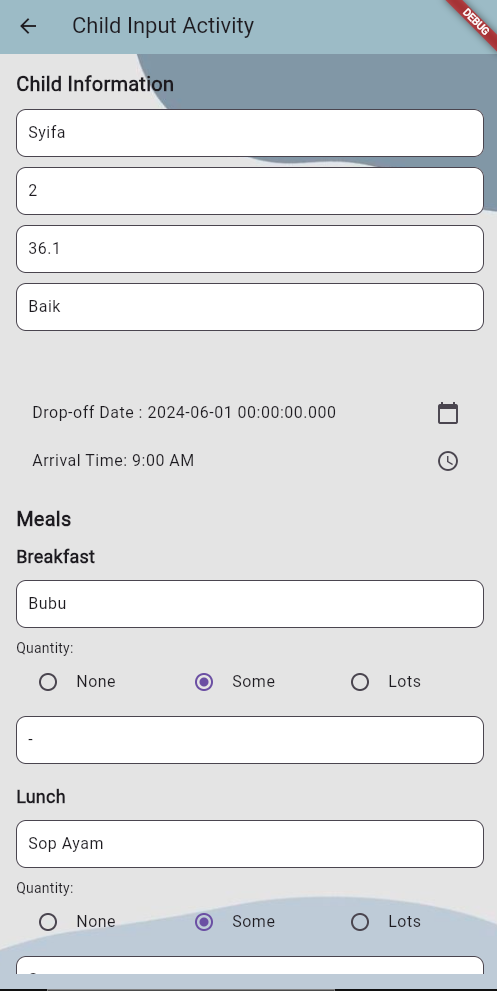 Child Input Activity
DEBUG
Child Information
Syifa
2
36.1
Baik
Drop-off Date : 2024-06-01 00:00:00.000
Arrival Time: 9:00 AM
Meals
Breakfast
Bubu
Quantity:
None Some Lots
-
Lunch
Sop Ayam
Quantity:
None Some Lots